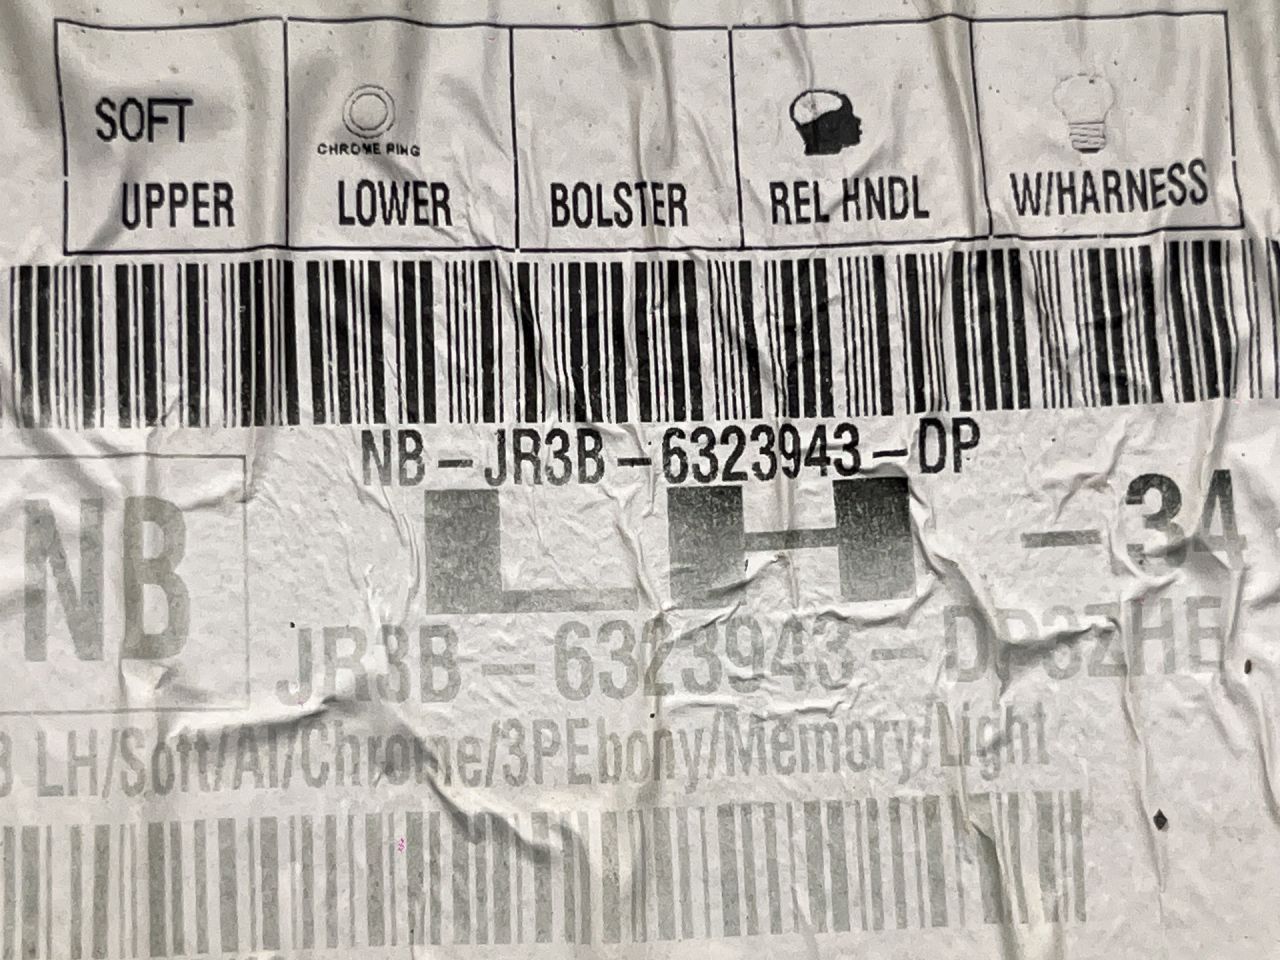 SOFT
CHROME RING
UPPER LOWER BOLSTER REL HNDL W/HARNESS
NB-JR3B-6323943-DP
NB LH -34
JR3B-6323943-DP3ZHE
LH/Soft/Al/Chrome/3PEbony/Memory/Light